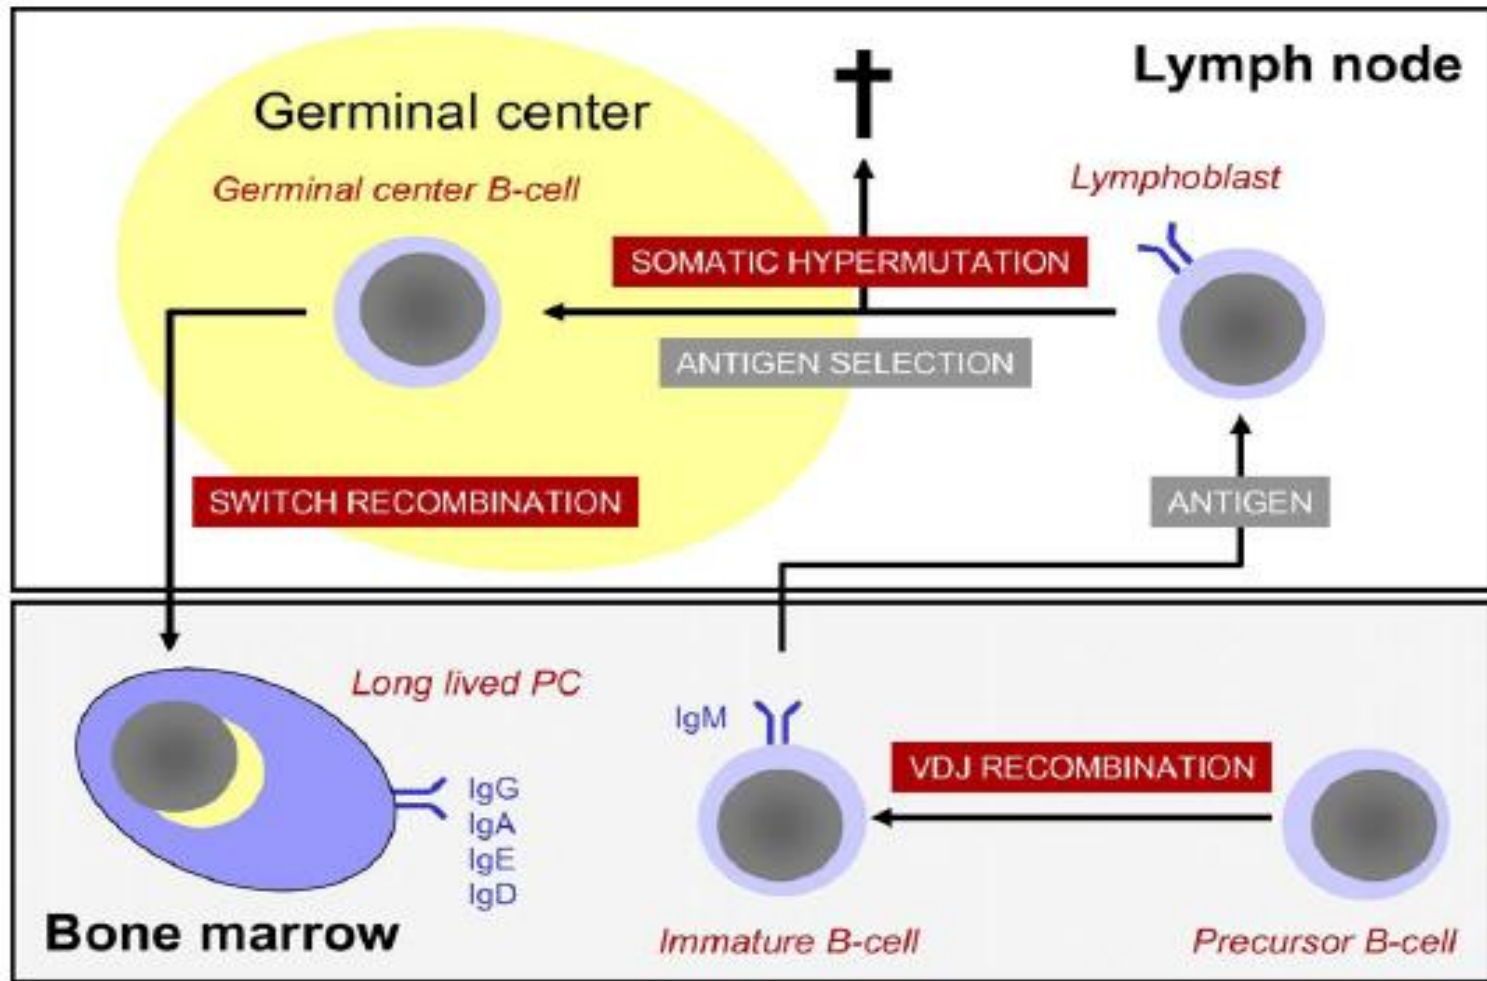 Lymph node
Germinal center
Germinal center B-cell
Lymphoblast
SOMATIC HYPERMUTATION
ANTIGEN SELECTION
SWITCH RECOMBINATION
ANTIGEN
Long lived PC
IgG
IgA
IgE
IgD
IgM
VDJ RECOMBINATION
Bone marrow
Immature B-cell
Precursor B-cell